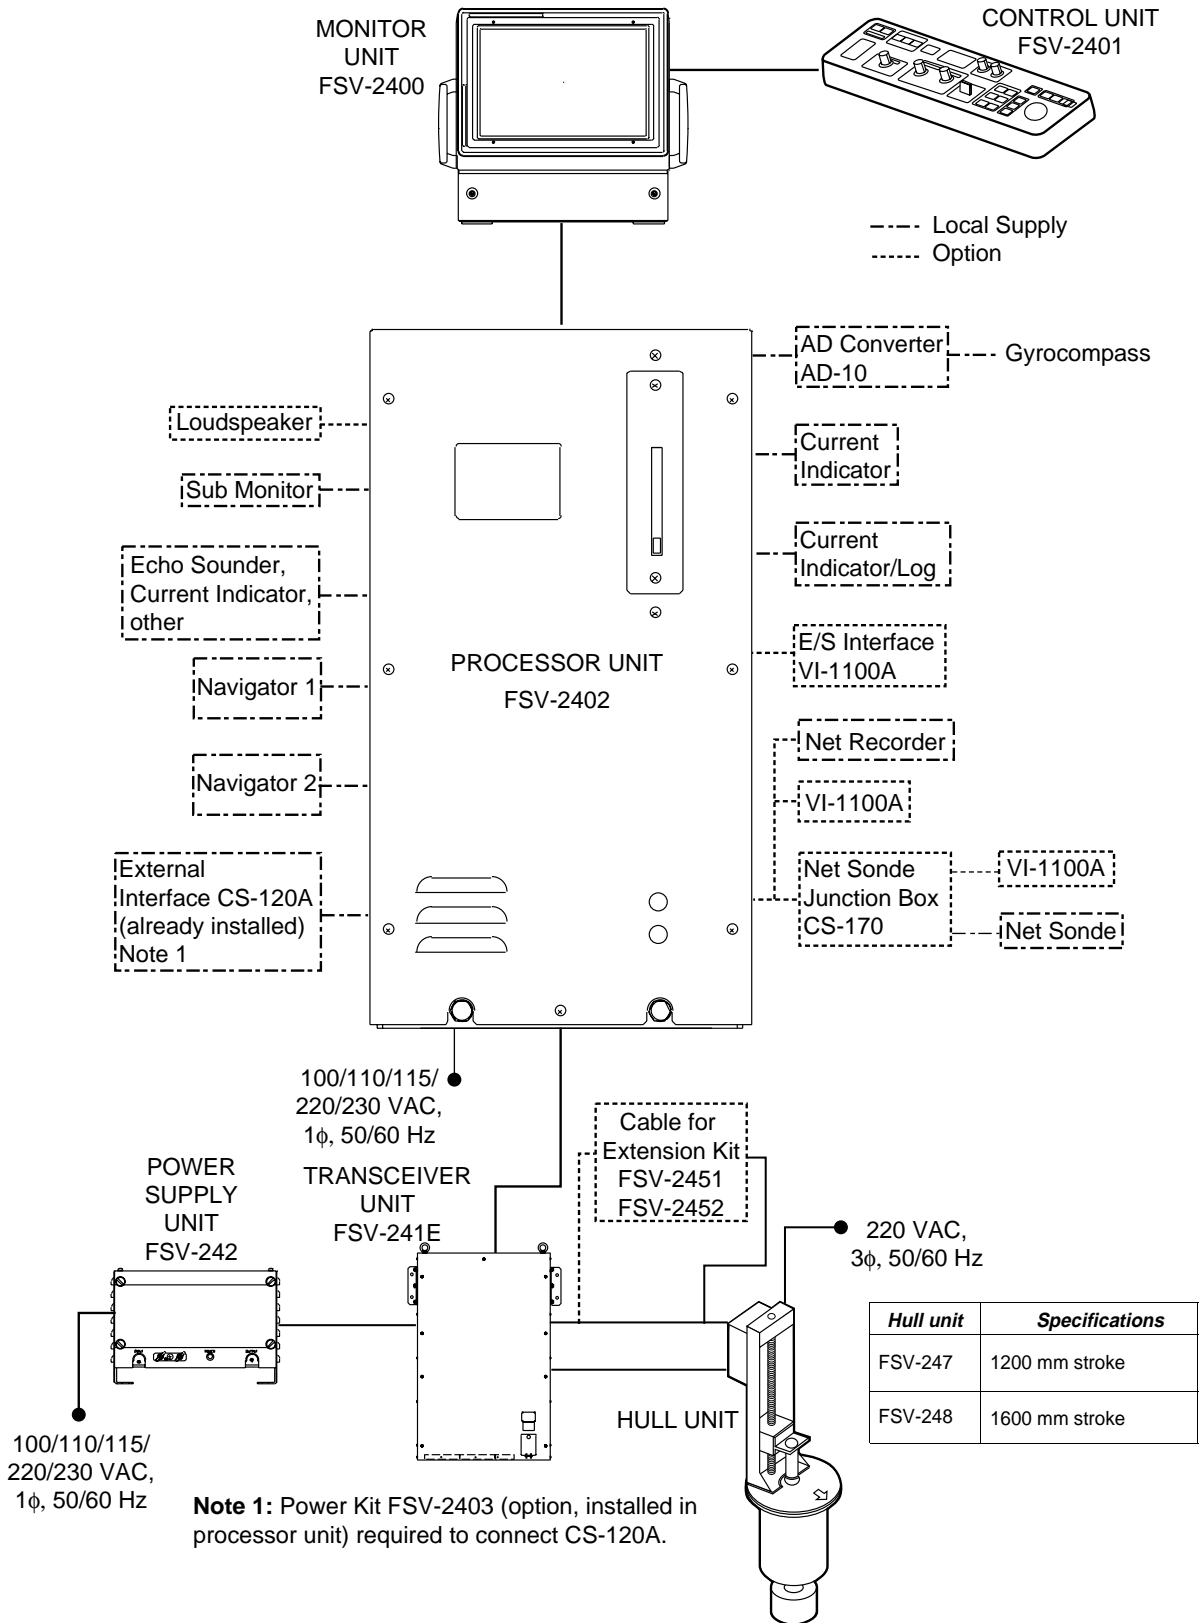 MONITOR
UNIT
FSV-2400
CONTROL UNIT
FSV-2401
Local Supply
Option
AD Converter
AD-10
Gyrocompass
Loudspeaker
Current
Indicator
Sub Monitor
Current
Indicator/Log
Echo Sounder,
Current Indicator,
other
E/S Interface
VI-1100A
PROCESSOR UNIT
FSV-2402
Navigator 1
Net Recorder
Navigator 2
VI-1100A
External
Interface CS-120A
(already installed)
Note 1
Net Sonde
Junction Box
CS-170
VI-1100A
Net Sonde
100/110/115/
220/230 VAC,
1ϕ, 50/60 Hz
Cable for
Extension Kit
FSV-2451
FSV-2452
POWER
SUPPLY
UNIT
FSV-242
TRANSCEIVER
UNIT
FSV-241E
220 VAC,
3ϕ, 50/60 Hz
Hull unit Specifications
FSV-247 1200 mm stroke
FSV-248 1600 mm stroke
HULL UNIT
100/110/115/
220/230 VAC,
1ϕ, 50/60 Hz
Note 1: Power Kit FSV-2403 (option, installed in
processor unit) required to connect CS-120A.